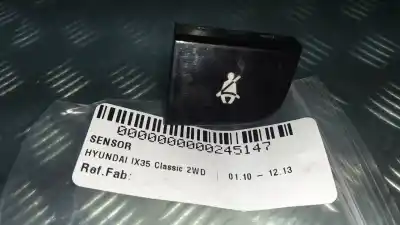 0000000000245147
SENSOR
HYUNDAI IX35 Classic 2WD | 01.10 - 12.13
Ref.Fab: